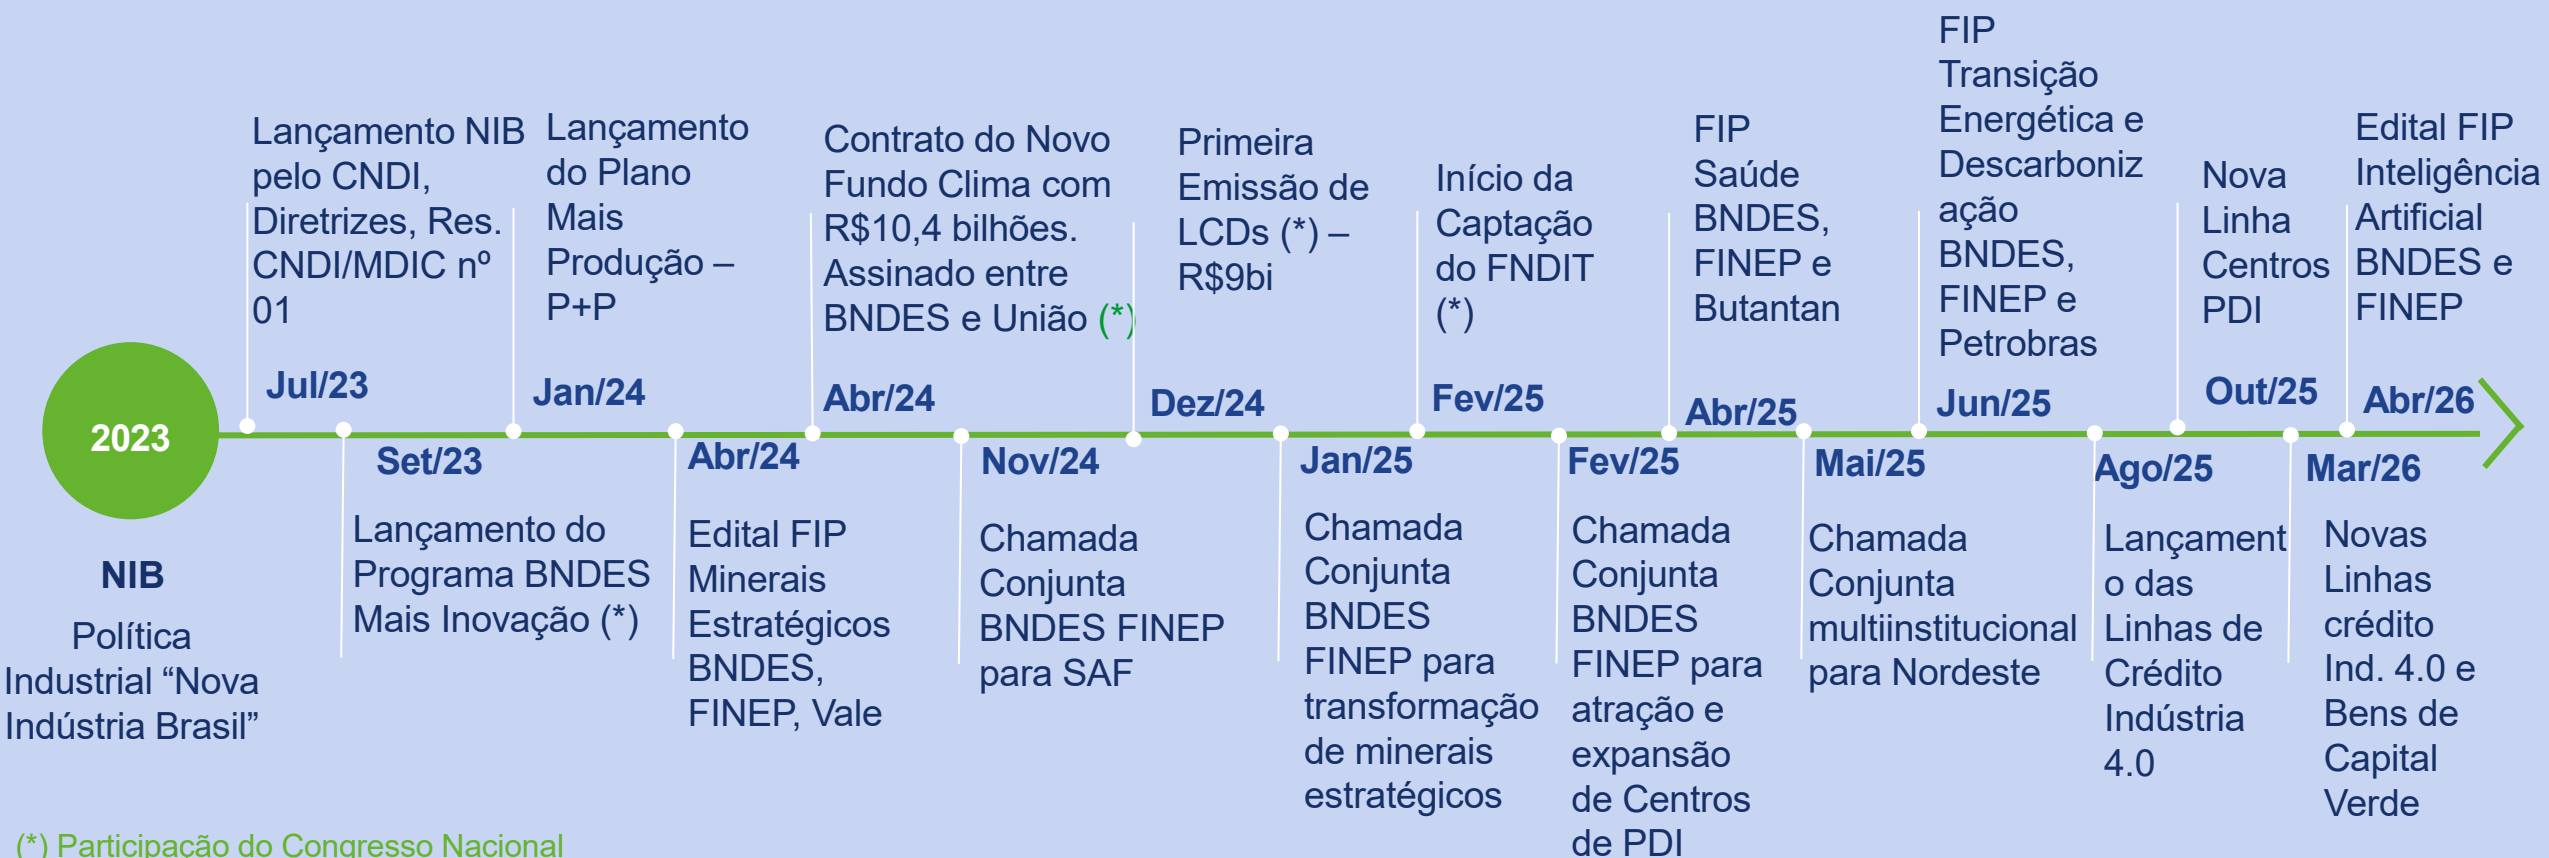 2023
NIB
Política
Industrial “Nova
Indústria Brasil”
Lançamento NIB
pelo CNDI,
Diretrizes, Res.
CNDI/MDIC nº
01
Jul/23
Set/23
Lançamento do
Programa BNDES
Mais Inovação (*)
Lançamento
do Plano
Mais
Produção –
P+P
Jan/24
Abr/24
Edital FIP
Minerais
Estratégicos
BNDES,
FINEP, Vale
Contrato do Novo
Fundo Clima com
R$10,4 bilhões.
Assinado entre
BNDES e União (*)
Abr/24
Nov/24
Chamada
Conjunta
BNDES FINEP
para SAF
Primeira
Emissão de
LCDs (*) –
R$9bi
Dez/24
Jan/25
Chamada
Conjunta
BNDES
FINEP para
transformação
de minerais
estratégicos
Início da
Captação
do FNDIT
(*)
Fev/25
Fev/25
Chamada
Conjunta
BNDES
FINEP para
atração e
expansão
de Centros
de PDI
FIP
Saúde
BNDES,
FINEP e
Butantan
Abr/25
Mai/25
Chamada
Conjunta
multiinstitucional
para Nordeste
FIP
Transição
Energética e
Descarboniz
ação
BNDES,
FINEP e
Petrobras
Jun/25
Ago/25
Lançament
o das
Linhas de
Crédito
Indústria
4.0
Nova
Linha
Centros
PDI
Out/25
Mar/26
Novas
Linhas
crédito
Ind. 4.0 e
Bens de
Capital
Verde
Edital FIP
Inteligência
Artificial
BNDES e
FINEP
Abr/26
(*) Participação do Congresso Nacional